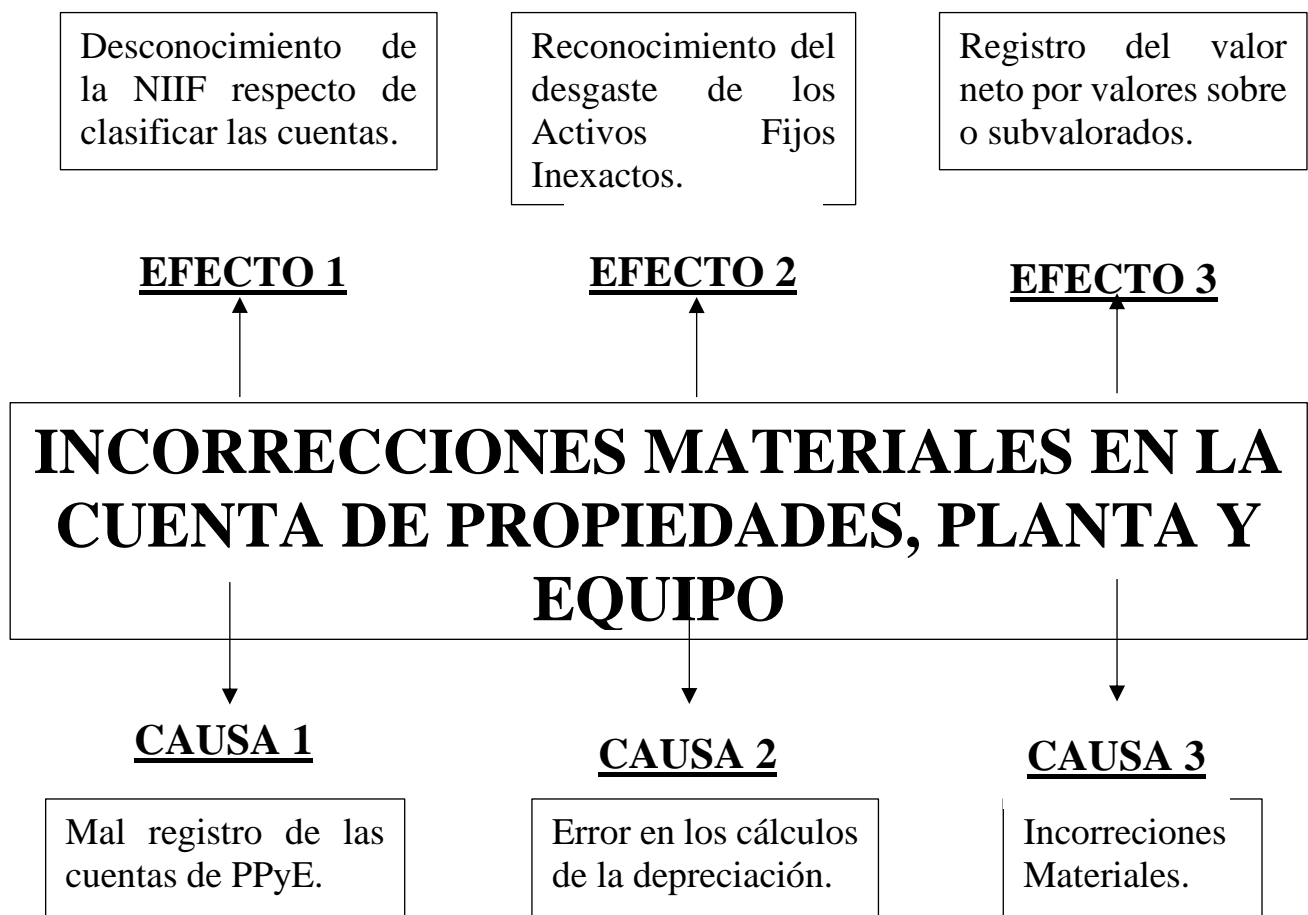 Desconocimiento de
la NIIF respecto de
clasificar las cuentas.
Reconocimiento del
desgaste de los
Activos Fijos
Inexactos.
Registro del valor
neto por valores sobre
o subvalorados.
EFECTO 1
EFECTO 2
EFECTO 3
INCORRECCIONES MATERIALES EN LA
CUENTA DE PROPIEDADES, PLANTA Y
EQUIPO
CAUSA 1
CAUSA 2
CAUSA 3
Mal registro de las
cuentas de PPyE.
Error en los cálculos
de la depreciación.
Incorreciones
Materiales.